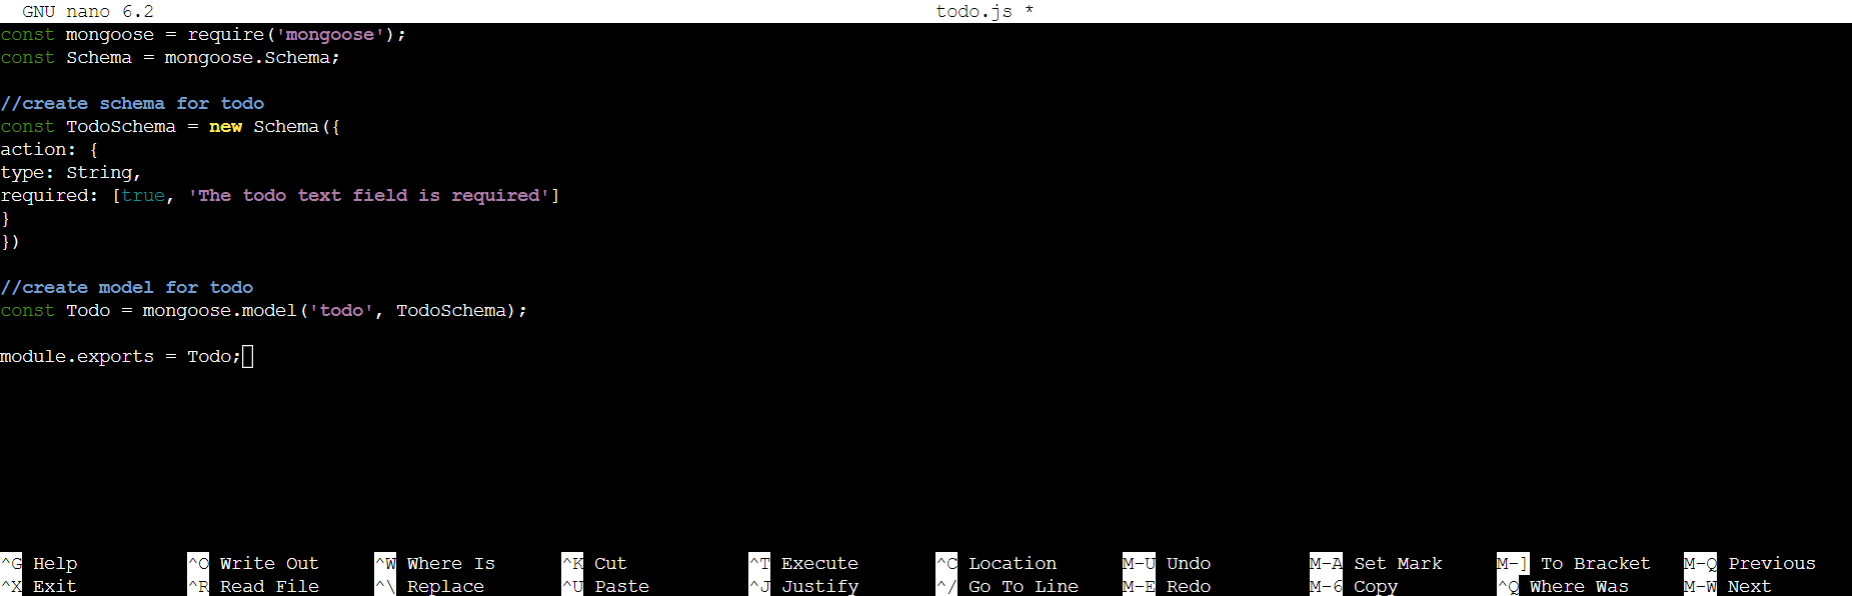 GNU nano 6.2 todo.js *
const mongoose = require('mongoose');
const Schema = mongoose.Schema;
//create schema for todo
const TodoSchema = new Schema({
action: {
type: String,
required: [true, 'The todo text field is required']
}
})
//create model for todo
const Todo = mongoose.model('todo', TodoSchema);
module.exports = Todo;
^G Help ^O Write Out ^W Where Is ^K Cut ^T Execute ^C Location M-U Undo M-A Set Mark M-] To Bracket M-Q Previous
^X Exit ^R Read File ^\ Replace ^U Paste ^J Justify ^/ Go To Line M-E Redo M-6 Copy ^Q Where Was M-W Next